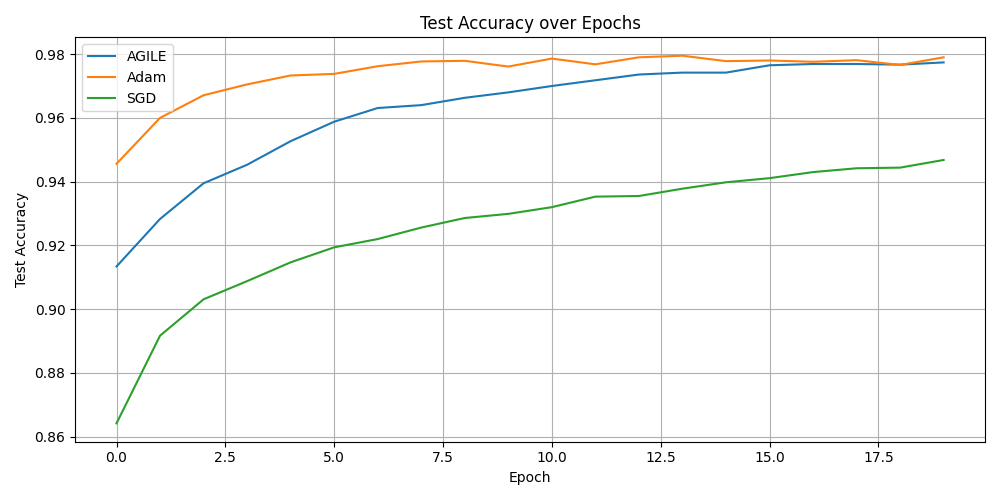 Test Accuracy over Epochs
AGILE
Adam
SGD
Test Accuracy
0.98
0.96
0.94
0.92
0.90
0.88
0.86
0.0 2.5 5.0 7.5 10.0 12.5 15.0 17.5
Epoch